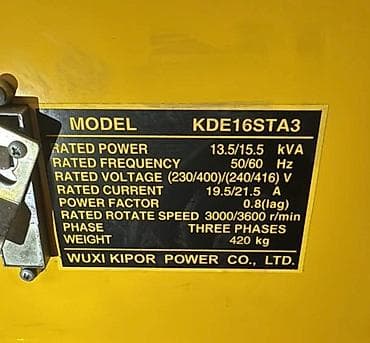 MODEL KDE16STA3
RATED POWER 13.5/15.5 kVA
RATED FREQUENCY 50/60 Hz
RATED VOLTAGE (230/400)/(240/416) V
RATED CURRENT 19.5/21.5 A
POWER FACTOR 0.8(lag)
RATED ROTATE SPEED 3000/3600 r/min
PHASE THREE PHASES
WEIGHT 420 kg
WUXI KIPOR POWER CO., LTD.